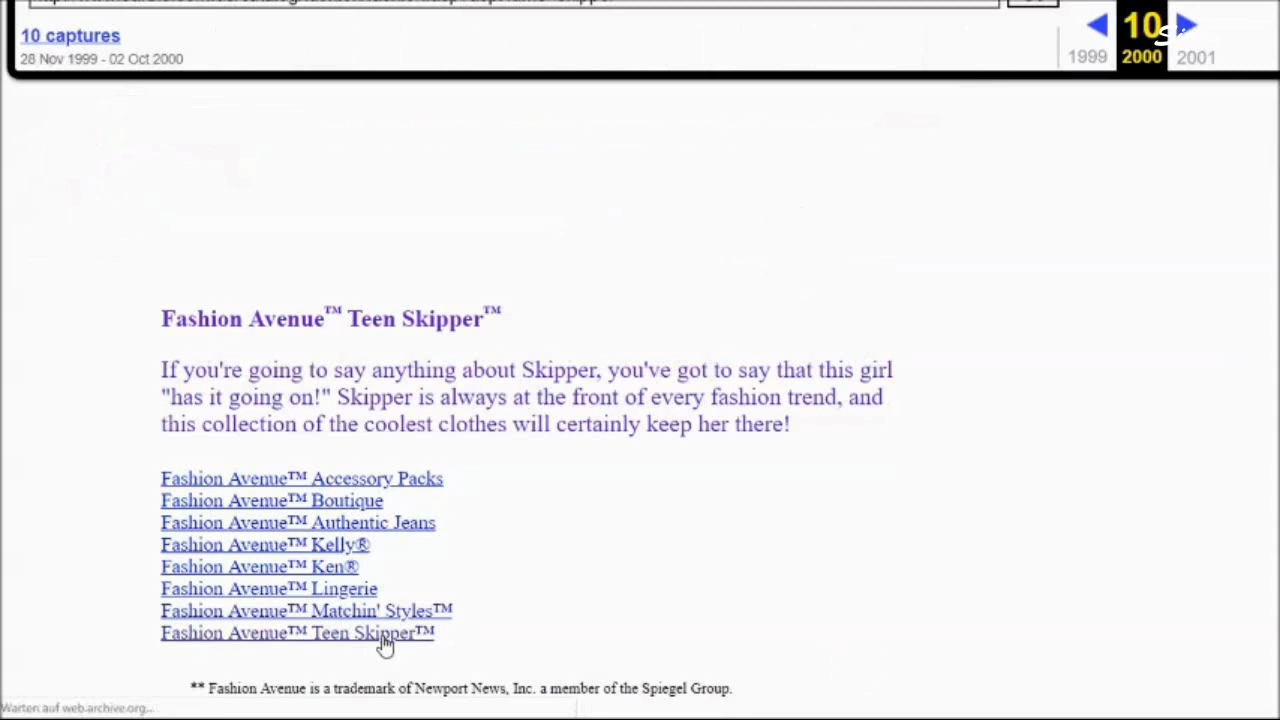 10 captures
28 Nov 1999 - 02 Oct 2000
10
1999 2000 2001
Fashion Avenue™ Teen Skipper™
If you're going to say anything about Skipper, you've got to say that this girl
"has it going on!" Skipper is always at the front of every fashion trend, and
this collection of the coolest clothes will certainly keep her there!
Fashion Avenue™ Accessory Packs
Fashion Avenue™ Boutique
Fashion Avenue™ Authentic Jeans
Fashion Avenue™ Kelly®
Fashion Avenue™ Ken®
Fashion Avenue™ Lingerie
Fashion Avenue™ Matchin' Styles™
Fashion Avenue™ Teen Skipper™
** Fashion Avenue is a trademark of Newport News, Inc. a member of the Spiegel Group.
Warten auf web.archive.org...